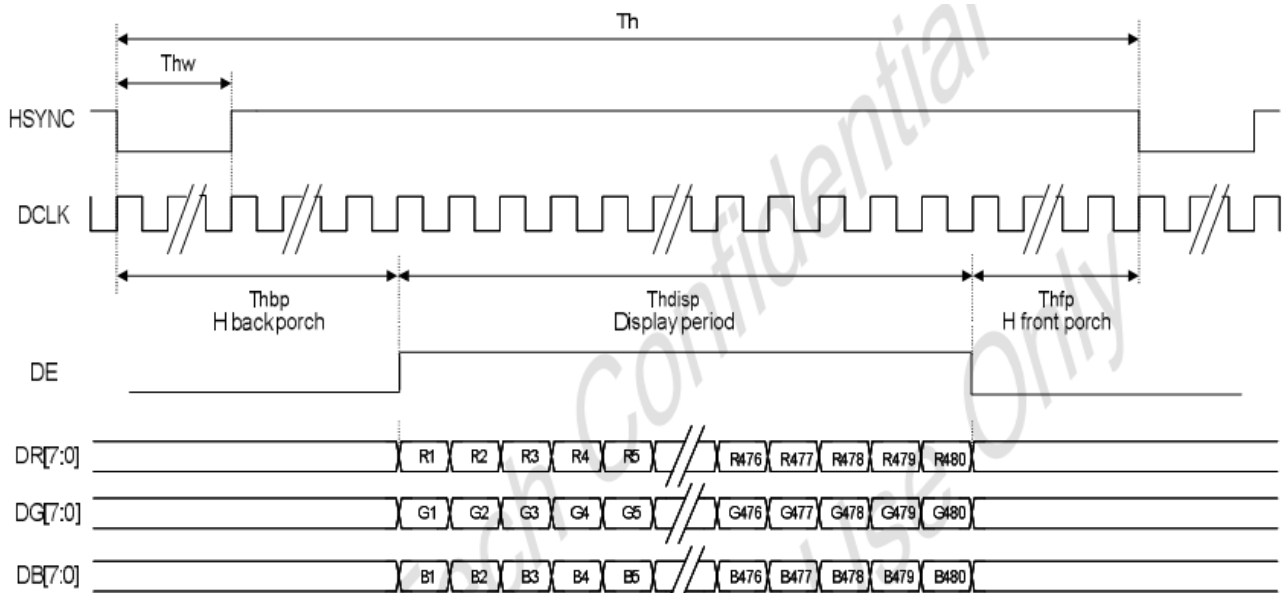 Th
Thw
HSYNC
DCLK
Thbp Thdisp Thfp
H back porch Display period H front porch
DE
DR[7:0] R1 R2 R3 R4 R5 R476 R477 R478 R479 R480
DG[7:0] G1 G2 G3 G4 G5 G476 G477 G478 G479 G480
DB[7:0] B1 B2 B3 B4 B5 B476 B477 B478 B479 B480
Confidential
Use Only